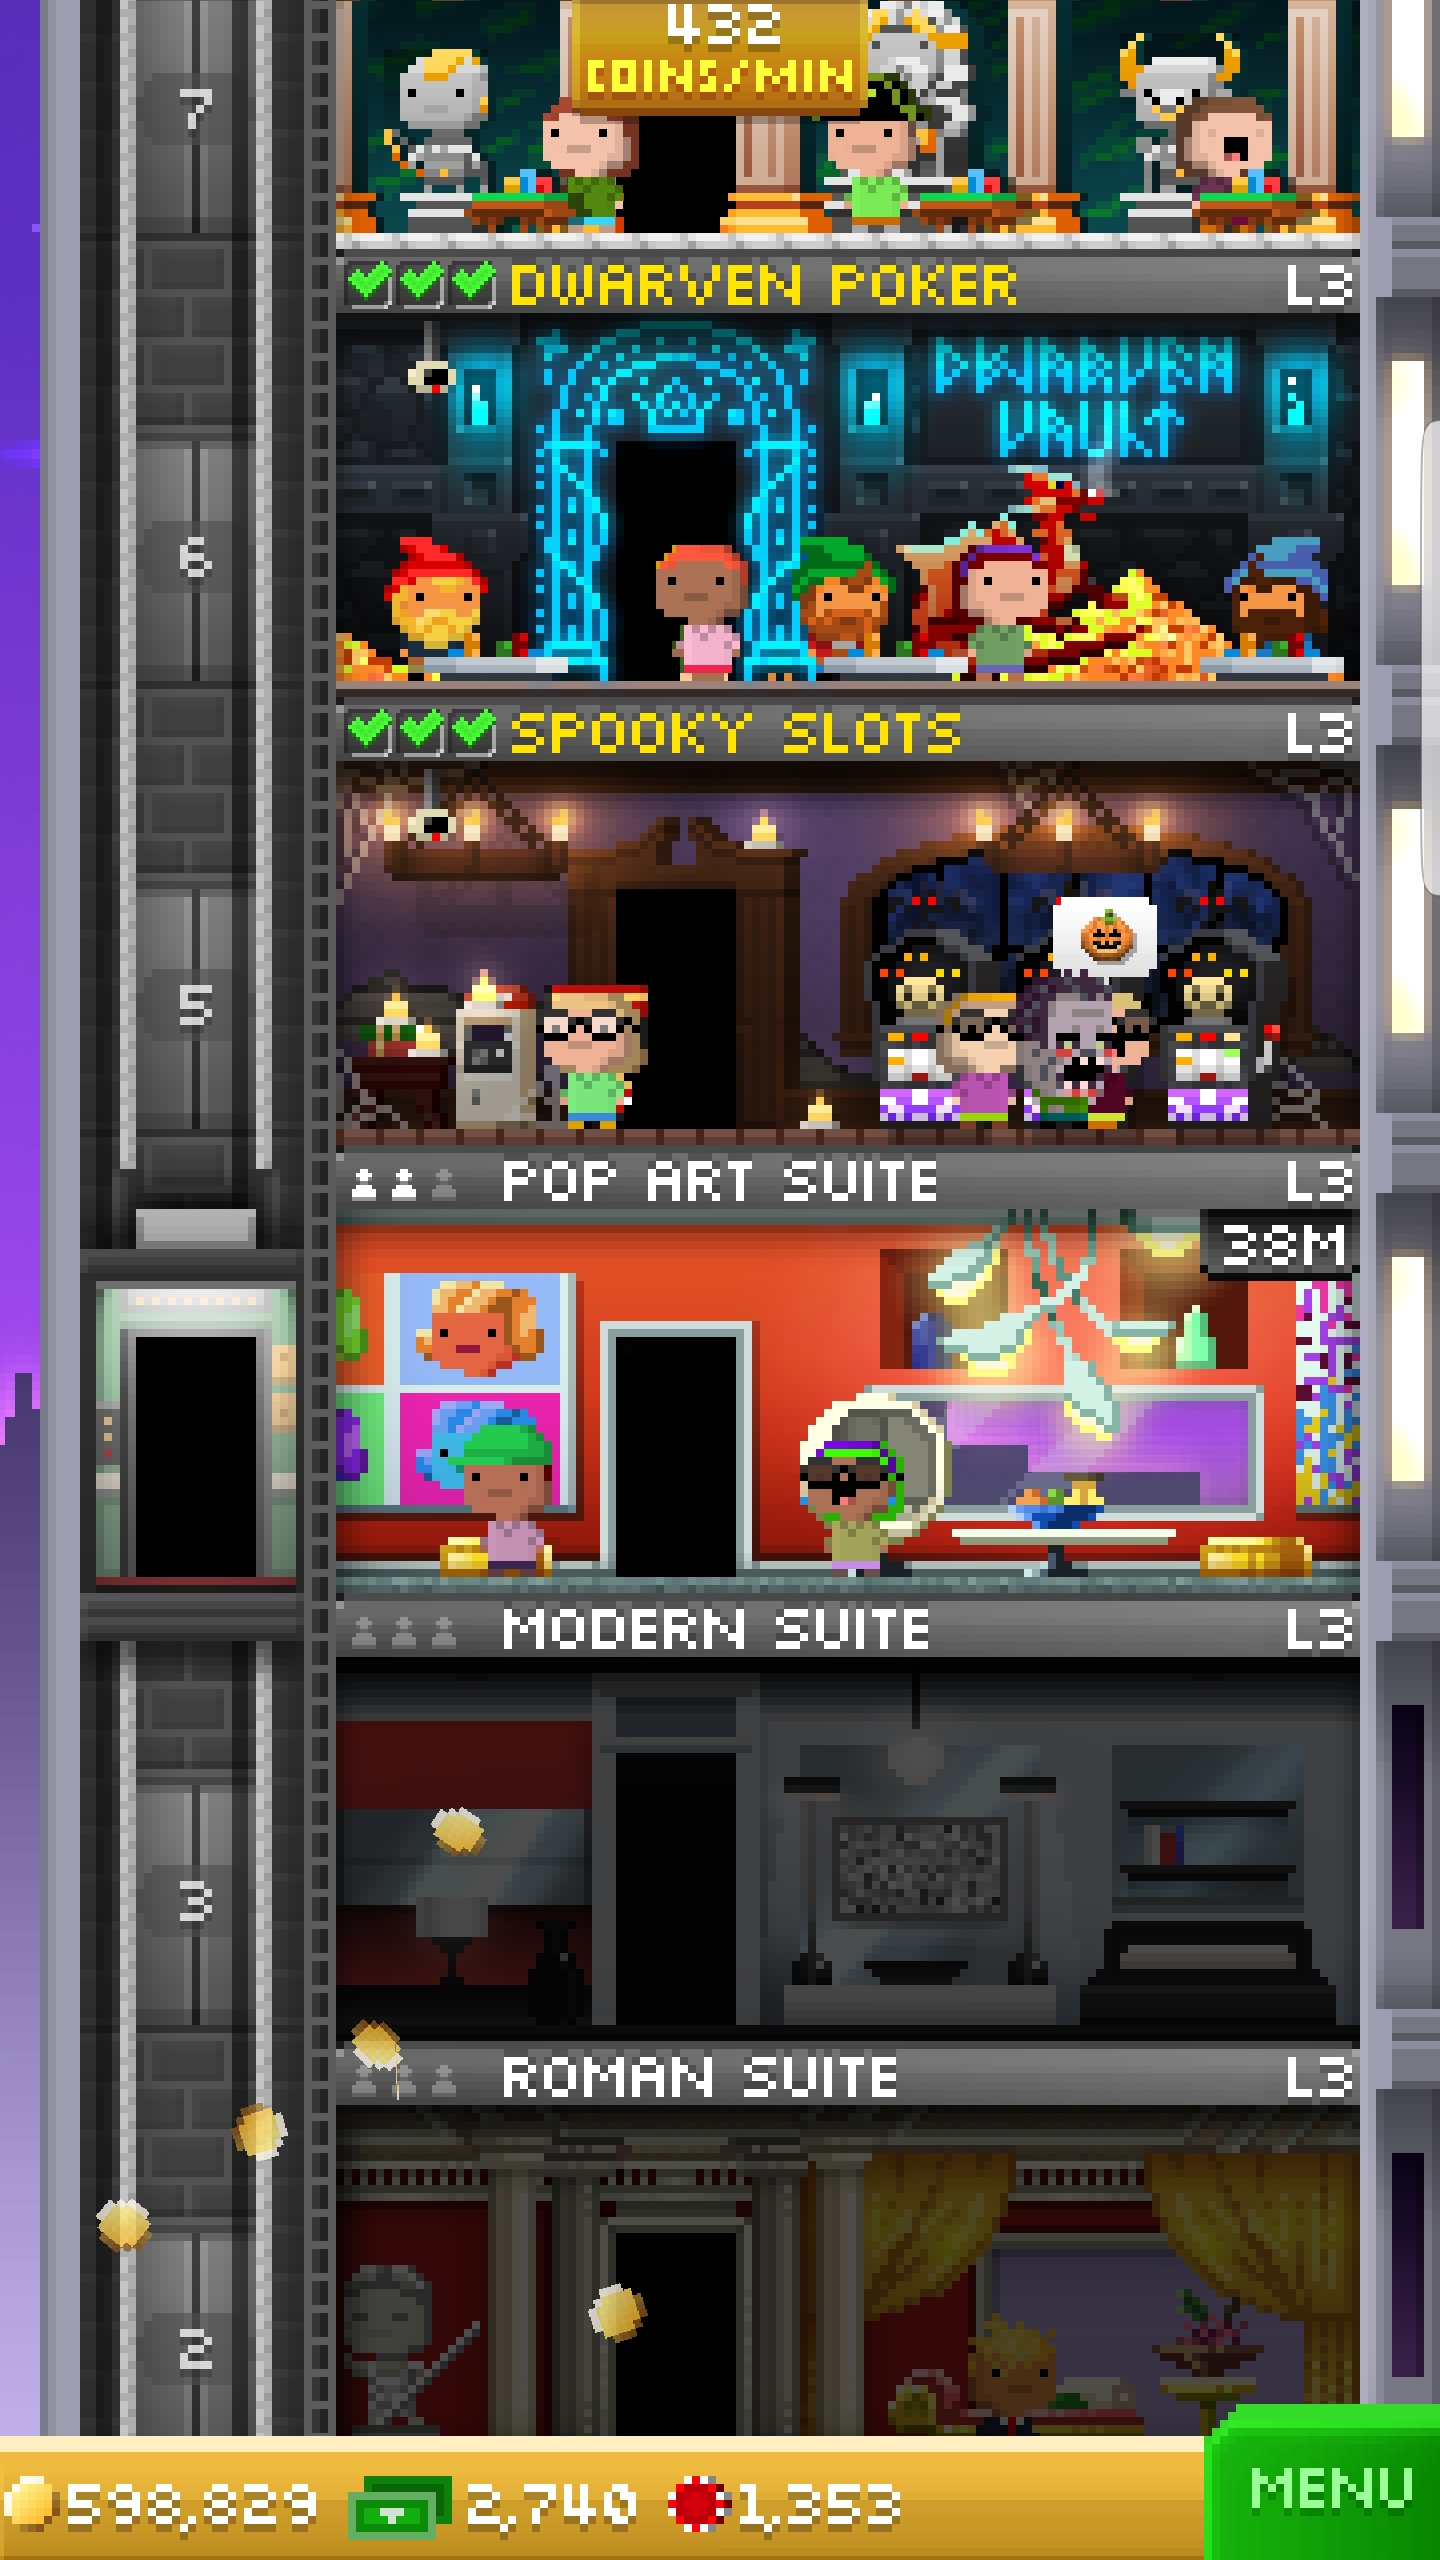 432
COINS/MIN
7
DWARVEN POKER L3
DWARVEN
VAULT
6
SPOOKY SLOTS L3
5
POP ART SUITE L3
38M
MODERN SUITE L3
3
ROMAN SUITE L3
2
598,829 2,740 1,353 MENU